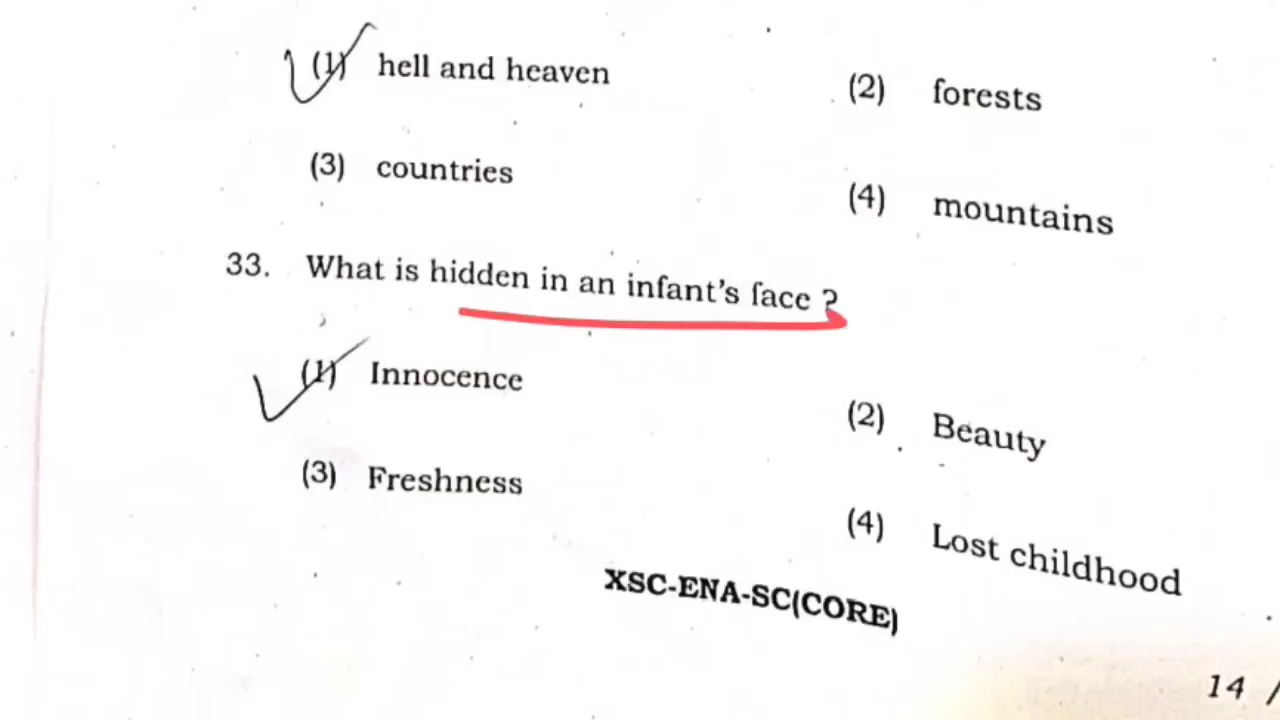 (1) hell and heaven (2) forests
(3) countries (4) mountains
33. What is hidden in an infant's face ?
(1) Innocence (2) Beauty
(3) Freshness (4) Lost childhood
XSC-ENA-SC(CORE)
14 /